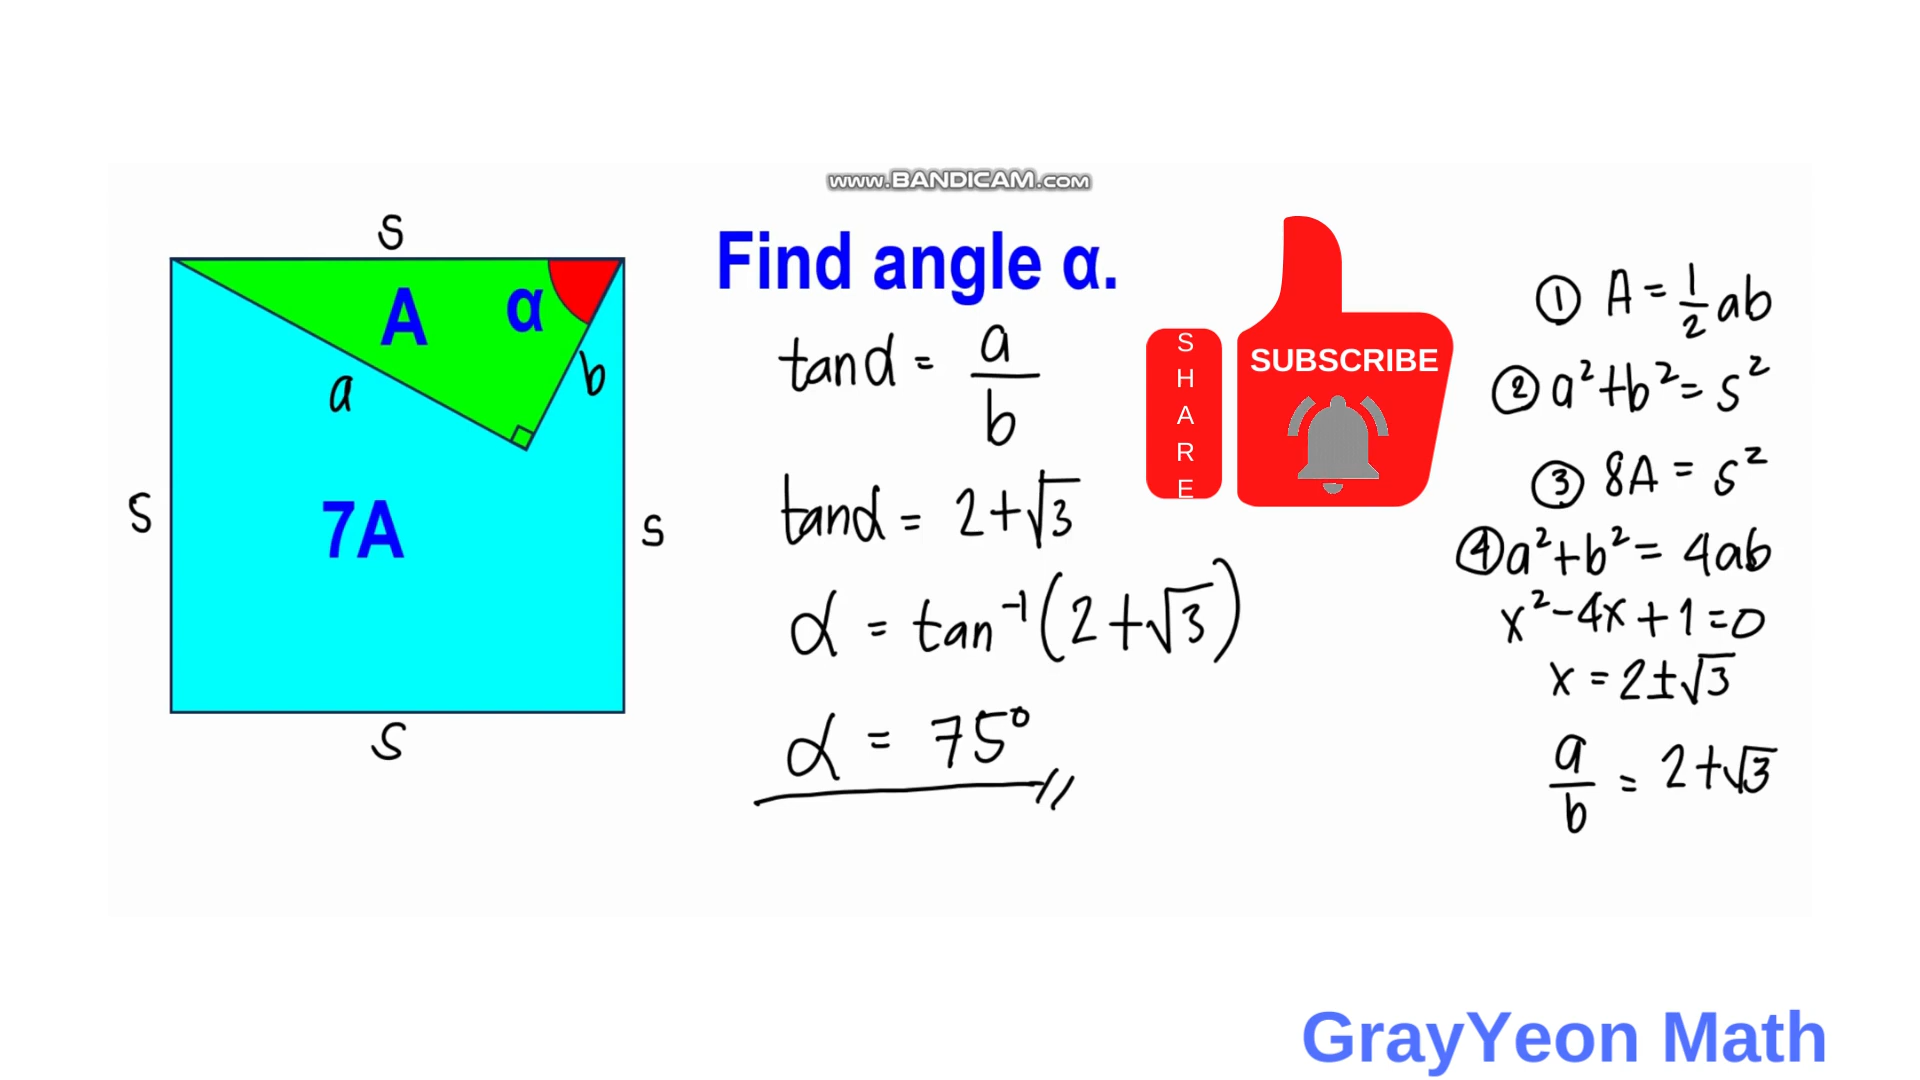 www.BANDICAM.com
Find angle α.
s
A
α
a
b
s
7A
s
s
tanα = a/b
tanα = 2+√3
α = tan⁻¹(2+√3)
α = 75°
SHARE
SUBSCRIBE
① A = 1/2 ab
② a²+b² = s²
③ 8A = s²
④ a²+b² = 4ab
x²-4x+1=0
x = 2±√3
a/b = 2+√3
GrayYeon Math